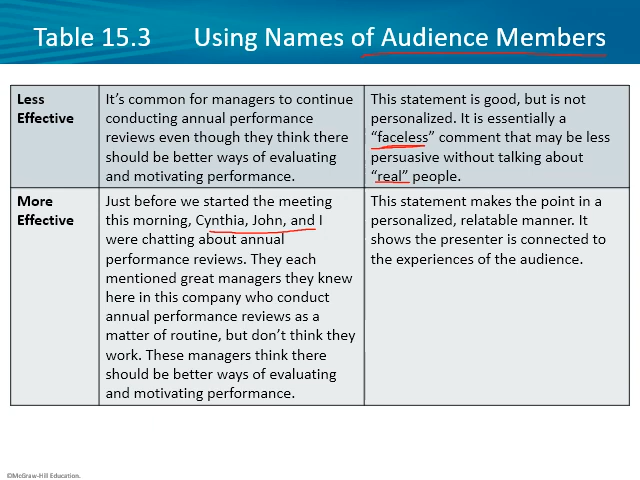 Table 15.3 Using Names of Audience Members
Less
Effective
It's common for managers to continue
conducting annual performance
reviews even though they think there
should be better ways of evaluating
and motivating performance.
This statement is good, but is not
personalized. It is essentially a
“faceless” comment that may be less
persuasive without talking about
“real” people.
More
Effective
Just before we started the meeting
this morning, Cynthia, John, and I
were chatting about annual
performance reviews. They each
mentioned great managers they knew
here in this company who conduct
annual performance reviews as a
matter of routine, but don't think they
work. These managers think there
should be better ways of evaluating
and motivating performance.
This statement makes the point in a
personalized, relatable manner. It
shows the presenter is connected to
the experiences of the audience.
©McGraw-Hill Education.